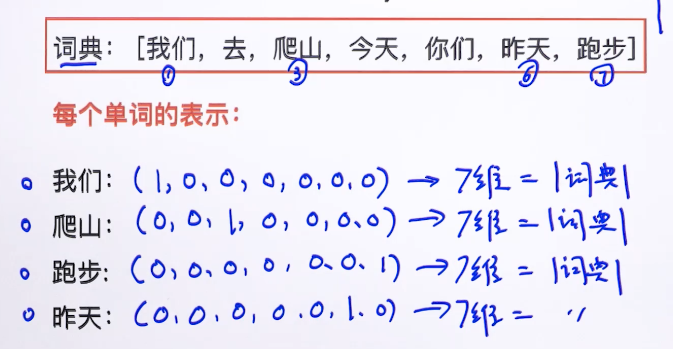 词典：[我们，去，爬山，今天，你们，昨天，跑步]
① ③ ⑥ ⑦
每个单词的表示：
我们：(1, 0, 0, 0, 0, 0, 0) → 7维 = |词典|
爬山：(0, 0, 1, 0, 0, 0, 0) → 7维 = |词典|
跑步：(0, 0, 0, 0, 0, 0, 1) → 7维 = |词典|
昨天：(0, 0, 0, 0, 0, 1, 0) → 7维 = 〃